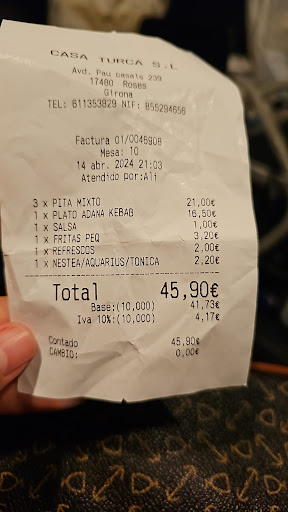 CASA TURCA S.L
Avd. Pau casals 239
17480 Roses
Girona
TEL: 611353829 NIF: B55294656
Factura 01/0046908
Mesa: 10
14 abr. 2024 21:03
Atendido por:Ali
3 x PITA MIXTO 21,00€
1 x PLATO ADANA KEBAB 16,50€
1 x SALSA 1,00€
1 x FRITAS PEQ 3,20€
1 x REFRESCOS 2,00€
1 x NESTEA/AQUARIUS/TONICA 2,20€
Total 45,90€
Base:(10,000) 41,73€
Iva 10%:(10,000) 4,17€
Contado 45,90€
CAMBIO: 0,00€